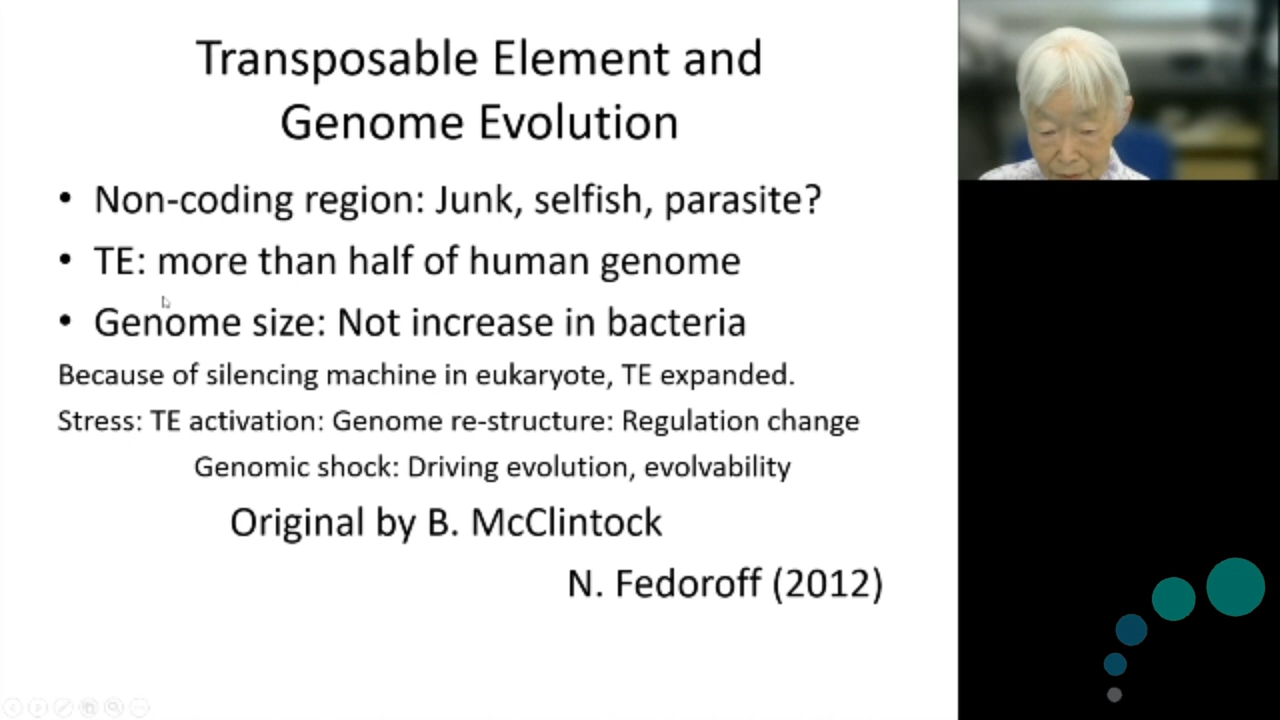 Transposable Element and
Genome Evolution
• Non-coding region: Junk, selfish, parasite?
• TE: more than half of human genome
• Genome size: Not increase in bacteria
Because of silencing machine in eukaryote, TE expanded.
Stress: TE activation: Genome re-structure: Regulation change
Genomic shock: Driving evolution, evolvability
Original by B. McClintock
N. Fedoroff (2012)